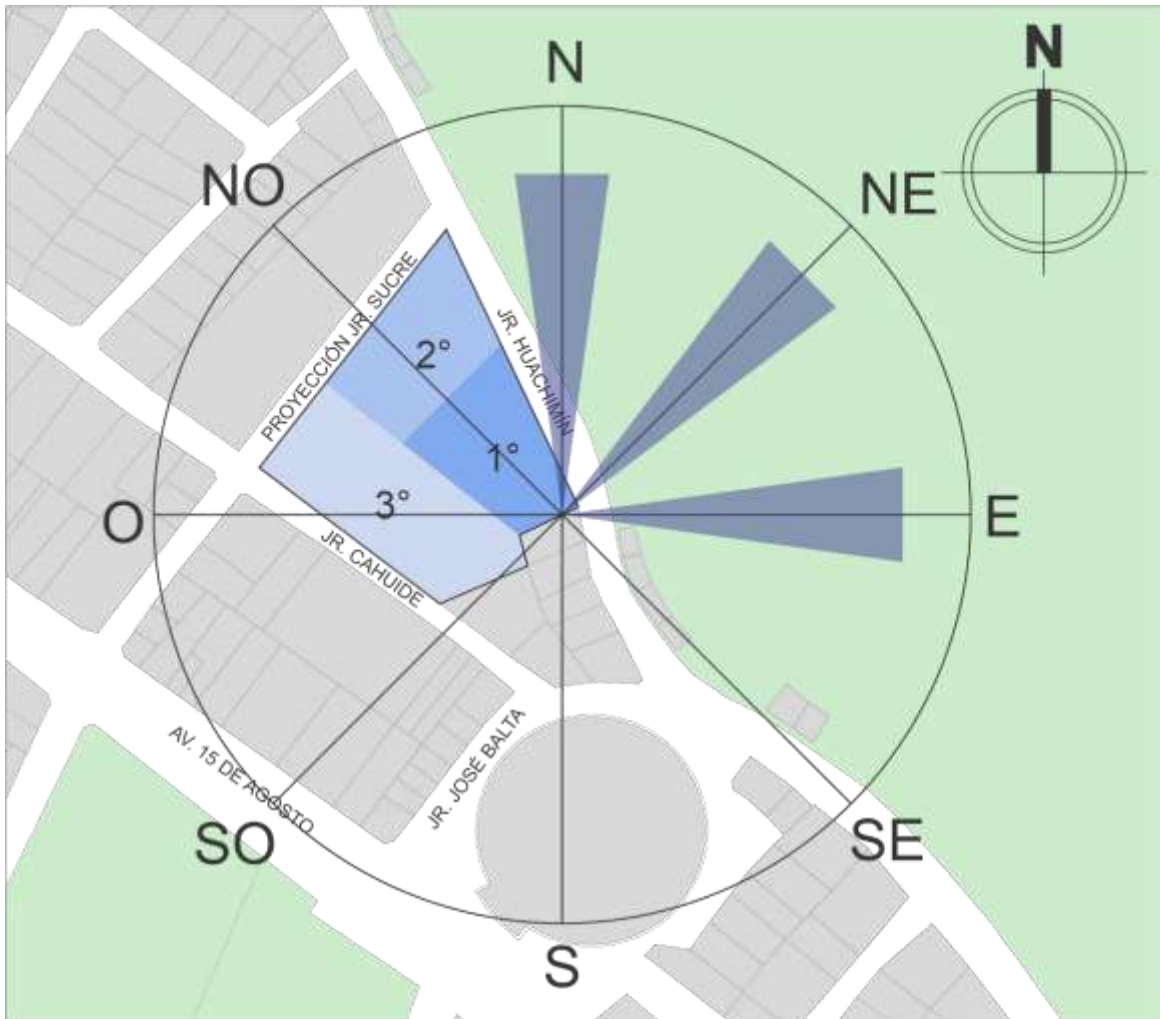 N
N
NO
NE
PROYECCIÓN JR. SUCRE
JR. HUACHIMÍN
2°
1°
3°
O
E
JR. CAHUIDE
AV. 15 DE AGOSTO
JR. JOSÉ BALTA
SO
SE
S